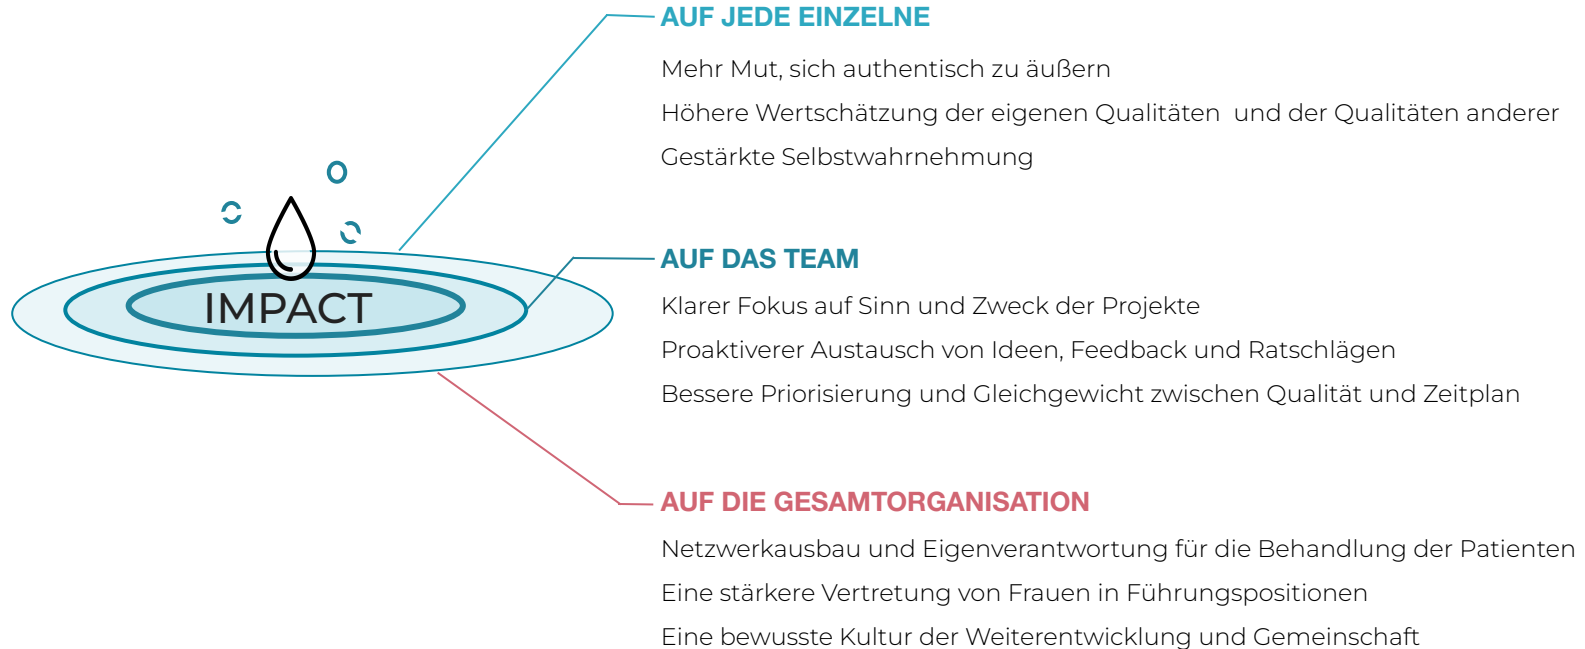 AUF JEDE EINZELNE
Mehr Mut, sich authentisch zu äußern
Höhere Wertschätzung der eigenen Qualitäten  und der Qualitäten anderer
Gestärkte Selbstwahrnehmung
IMPACT
AUF DAS TEAM
Klarer Fokus auf Sinn und Zweck der Projekte
Proaktiverer Austausch von Ideen, Feedback und Ratschlägen
Bessere Priorisierung und Gleichgewicht zwischen Qualität und Zeitplan
AUF DIE GESAMTORGANISATION
Netzwerkausbau und Eigenverantwortung für die Behandlung der Patienten
Eine stärkere Vertretung von Frauen in Führungspositionen
Eine bewusste Kultur der Weiterentwicklung und Gemeinschaft